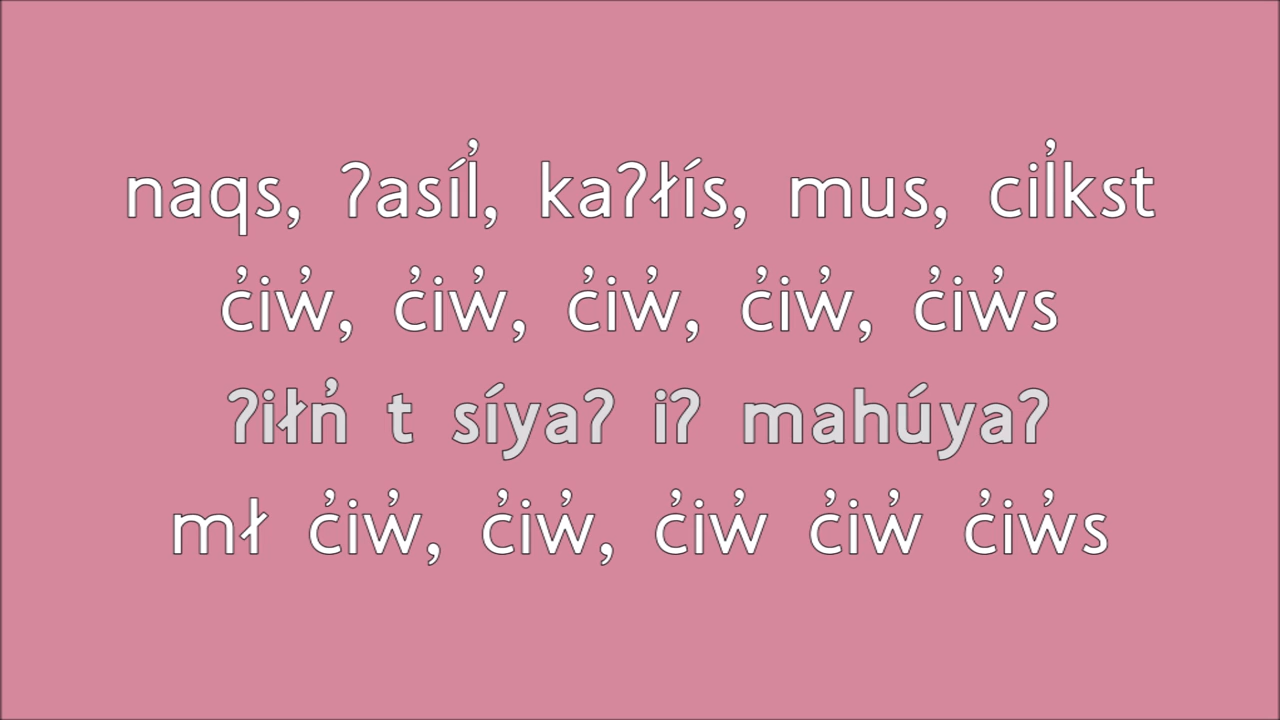 naqs, ʔasíl̓, kaʔłís, mus, cil̓kst
c̓iw̓, c̓iw̓, c̓iw̓, c̓iw̓, c̓iw̓s
ʔiłn̓ t síyaʔ iʔ mahúyaʔ
mł c̓iw̓, c̓iw̓, c̓iw̓ c̓iw̓ c̓iw̓s